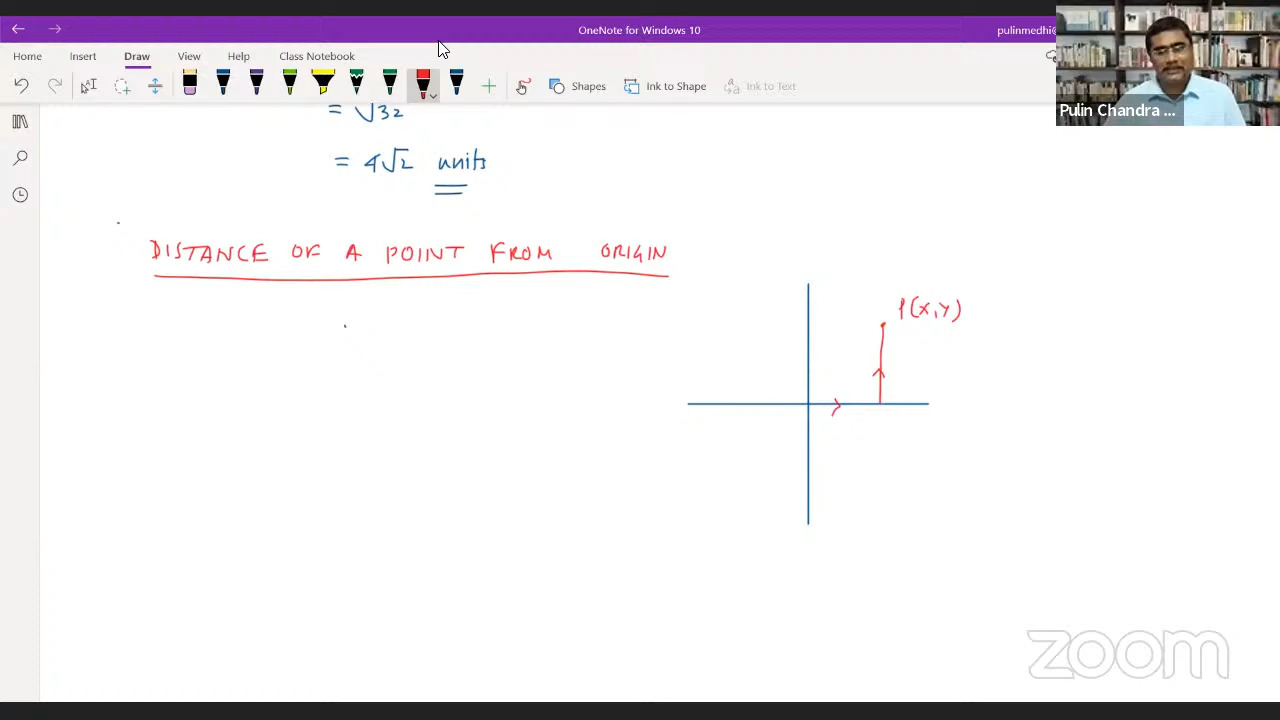 OneNote for Windows 10
pulinmedhi@
Home Insert Draw View Help Class Notebook
Shapes Ink to Shape Ink to Text
Pulin Chandra ...
= √32
= 4√2 units
DISTANCE OF A POINT FROM ORIGIN
P(x,y)
zoom